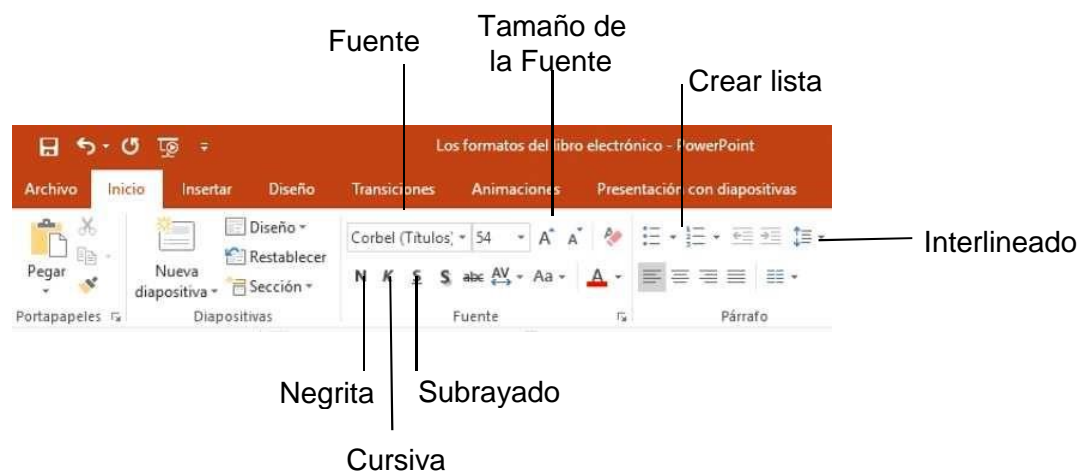 Fuente
Tamaño de
la Fuente
Crear lista
Los formatos del libro electrónico - PowerPoint
Archivo Inicio Insertar Diseño Transiciones Animaciones Presentación con diapositivas
Pegar
Nueva
diapositiva
Diseño
Restablecer
Sección
Corbel (Títulos) 54 A A
N K S S abc AV Aa A
Portapapeles Diapositivas Fuente Párrafo
Interlineado
Negrita Subrayado
Cursiva